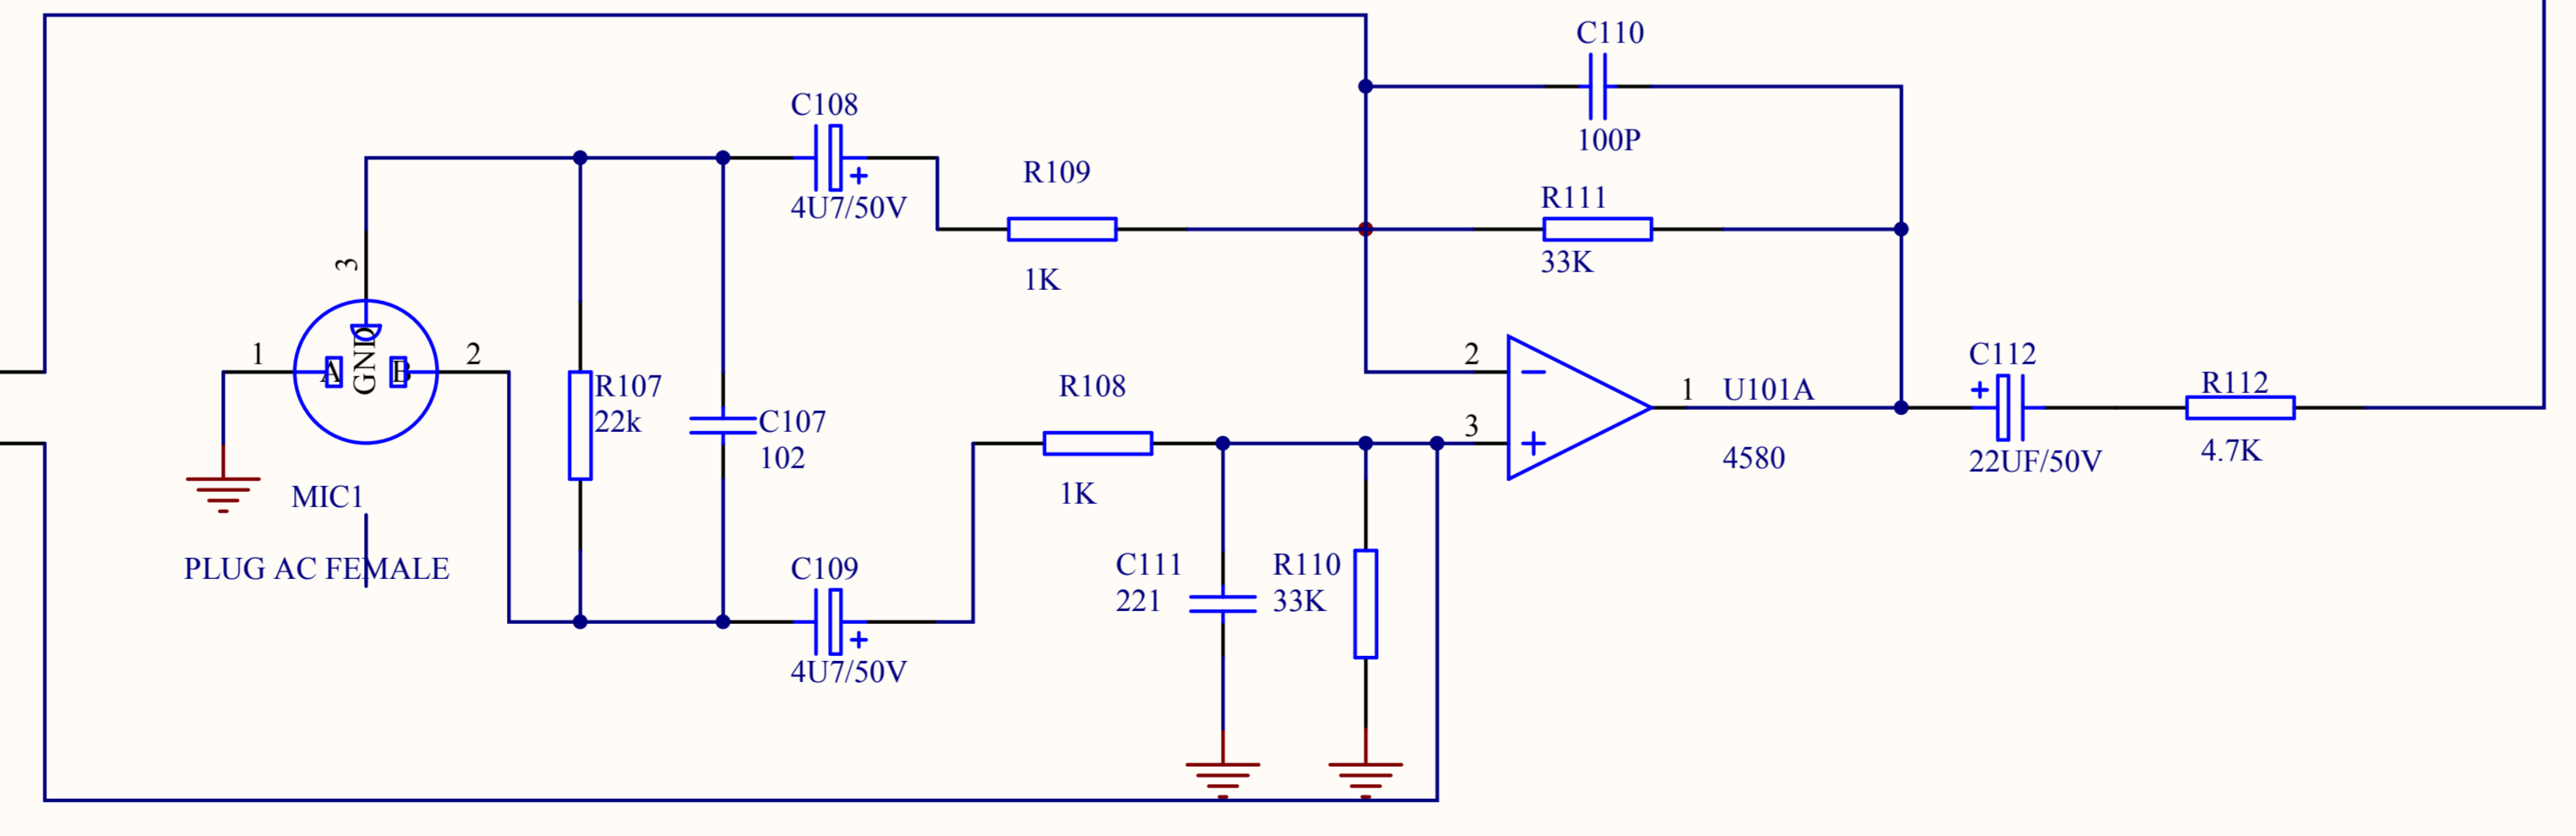 C110
100P
C108
4U7/50V
R109
1K
R111
33K
3
1
A
GND
B
2
R107
22k
C107
102
MIC1
PLUG AC FEMALE
C109
4U7/50V
R108
1K
C111
221
R110
33K
2
3
1
U101A
4580
C112
22UF/50V
R112
4.7K